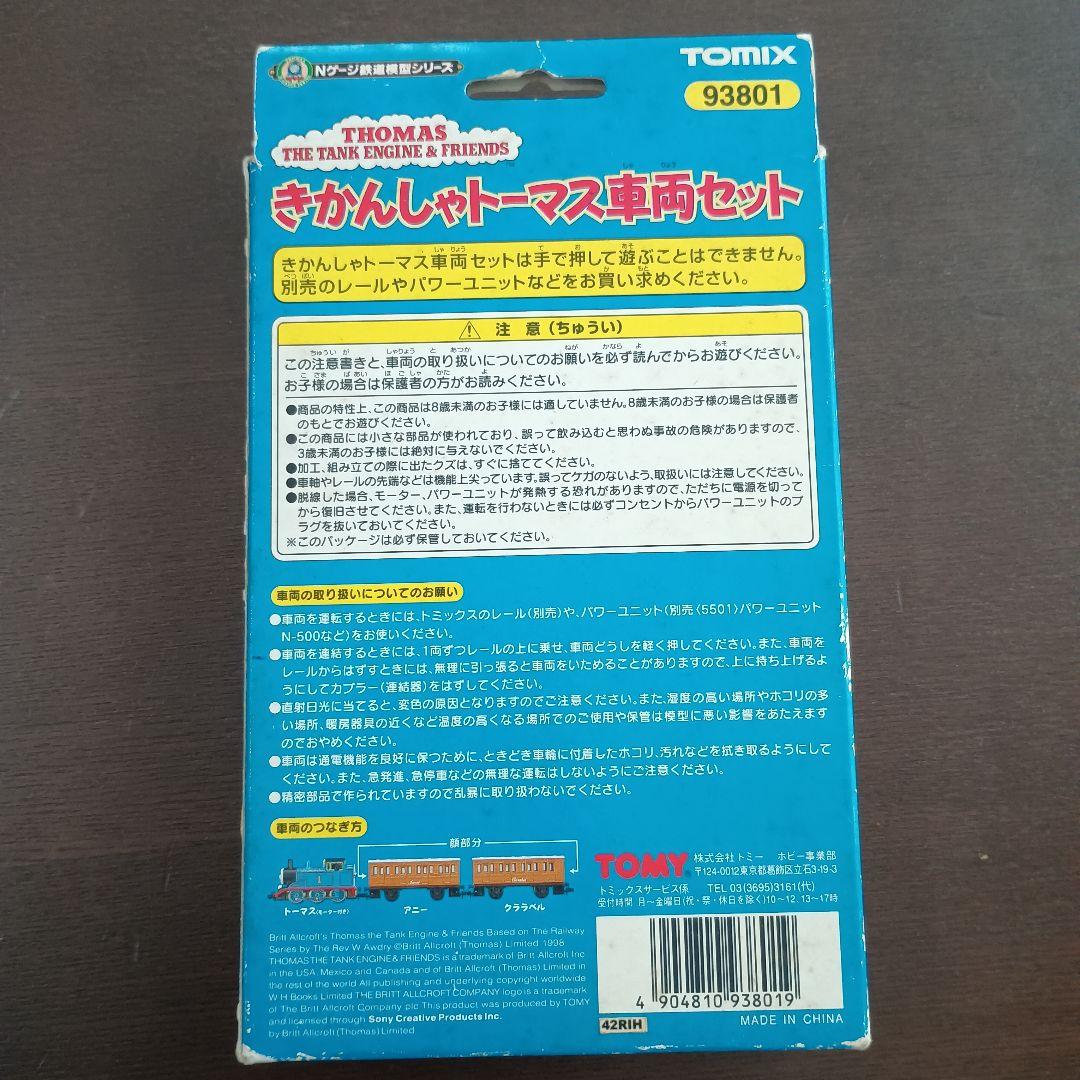 Nゲージ鉄道模型シリーズ
TOMIX
93801
THOMAS
THE TANK ENGINE & FRIENDS™
きかんしゃトーマス車両セット
きかんしゃトーマス車両セットは手で押して遊ぶことはできません。
別売のレールやパワーユニットなどをお買い求めください。
⚠ 注意(ちゅうい)
この注意書きと、車両の取り扱いについてのお願いを必ず読んでからお遊びください。
お子様の場合は保護者の方がお読みください。
●商品の特性上、この商品は8歳未満のお子様には適していません。8歳未満のお子様の場合は保護者
のもとでお遊びください。
●この商品には小さな部品が使われており、誤って飲み込むと思わぬ事故の危険がありますので、
3歳未満のお子様には絶対に与えないでください。
●加工、組み立ての際に出たクズは、すぐに捨ててください。
●車軸やレールの先端などは機能上尖っています。誤ってケガのないよう、取扱いには注意してください。
●脱線した場合、モーター、パワーユニットが発熱する恐れがありますので、ただちに電源を切って
から復旧させてください。また、運転を行わないときには必ずコンセントからパワーユニットのプ
ラグを抜いておいてください。
※このパッケージは必ず保管しておいてください。
車両の取り扱いについてのお願い
●車両を運転するときには、トミックスのレール(別売)や、パワーユニット(別売〈5501〉パワーユニット
N-500など)をお使いください。
●車両を連結するときには、1両ずつレールの上に乗せ、車両どうしを軽く押してください。また、車両を
レールからはずすときには、無理に引っ張ると車両をいためることがありますので、上に持ち上げるよ
うにしてカプラー(連結器)をはずしてください。
●直射日光に当てると、変色の原因となりますのでご注意ください。また、湿度の高い場所やホコリの多
い場所、暖房器具の近くなど温度の高くなる場所でのご使用や保管は模型に悪い影響をあたえます
のでおやめください。
●車両は通電機能を良好に保つために、ときどき車輪に付着したホコリ、汚れなどを拭き取るようにして
ください。また、急発進、急停車などの無理な運転はしないようにご注意ください。
●精密部品で作られていますので乱暴に取り扱わないでください。
車両のつなぎ方
顔部分
トーマス(モーター付き)
アニー
クララベル
TOMY 株式会社トミー ホビー事業部
〒124-0012東京都葛飾区立石3-19-3
トミックスサービス係 TEL 03(3695)3161(代)
受付時間 月〜金曜日(祝・祭・休日を除く)10〜12、13〜17時
Britt Allcroft's Thomas the Tank Engine & Friends Based on The Railway
Series by The Rev W Awdry ©Britt Allcroft (Thomas) Limited 1998
THOMAS THE TANK ENGINE & FRIENDS is a trademark of Britt Allcroft Inc
in the USA, Mexico and Canada and of Britt Allcroft (Thomas) Limited in
the rest of the world All publishing and underlying copyright worldwide
W H Books Limited THE BRITT ALLCROFT COMPANY logo is a trademark
of The Britt Allcroft Company plc This product was produced by TOMY
and licensed through Sony Creative Products Inc.
by Britt Allcroft (Thomas) Limited
4 904810 938019
42RIH
MADE IN CHINA